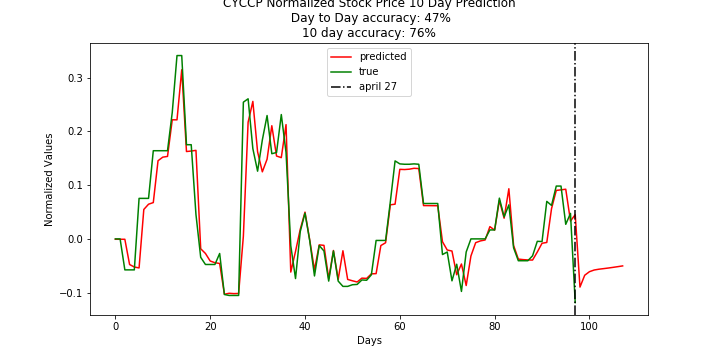 CYCCP Normalized Stock Price 10 Day Prediction
Day to Day accuracy: 47%
10 day accuracy: 76%
predicted
true
april 27
0.3
0.2
0.1
0.0
−0.1
Normalized Values
0
20
40
60
80
100
Days